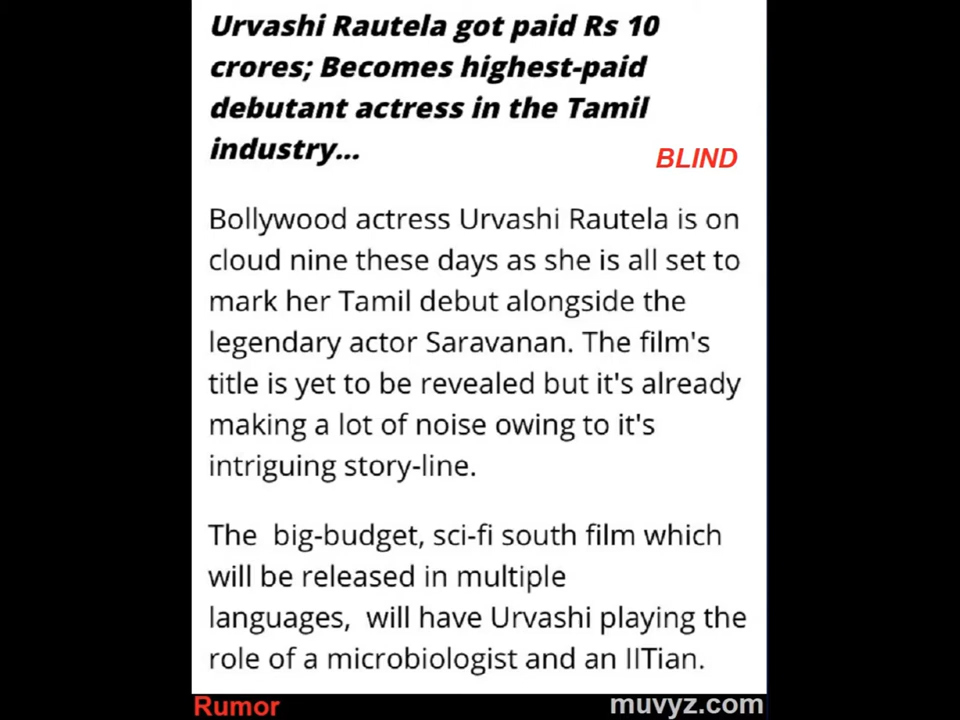 Urvashi Rautela got paid Rs 10
crores; Becomes highest-paid
debutant actress in the Tamil
industry...
BLIND
Bollywood actress Urvashi Rautela is on
cloud nine these days as she is all set to
mark her Tamil debut alongside the
legendary actor Saravanan. The film's
title is yet to be revealed but it's already
making a lot of noise owing to it's
intriguing story-line.
The big-budget, sci-fi south film which
will be released in multiple
languages, will have Urvashi playing the
role of a microbiologist and an IITian.
Rumor
muvyz.com